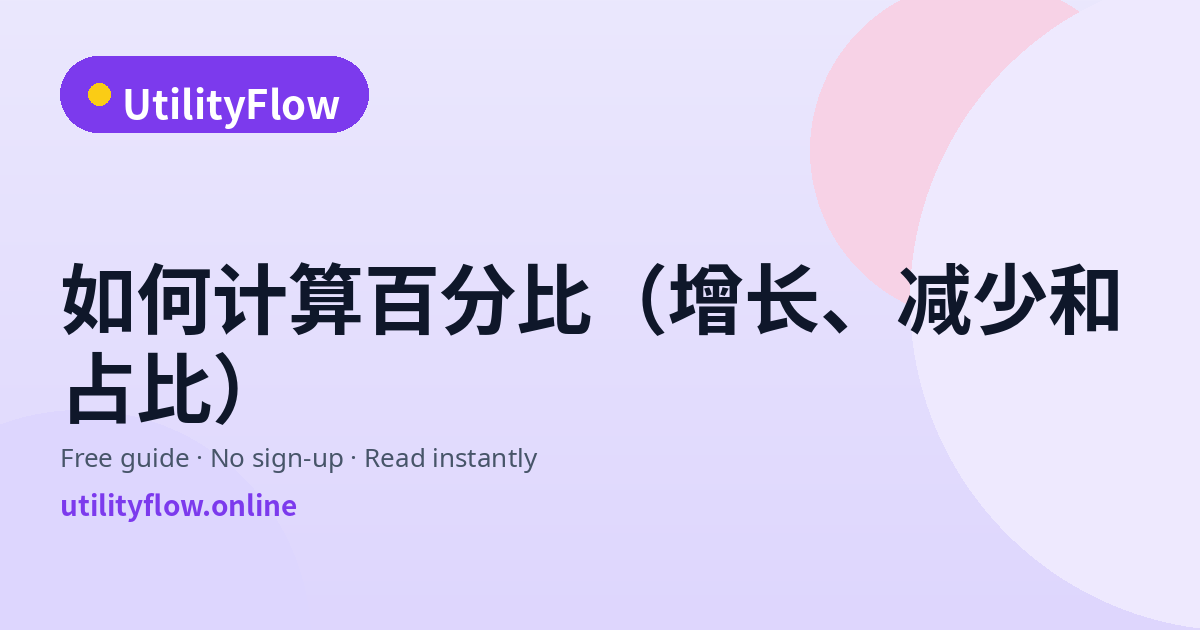 UtilityFlow
如何计算百分比（增长、减少和
占比）
Free guide · No sign-up · Read instantly
utilityflow.online